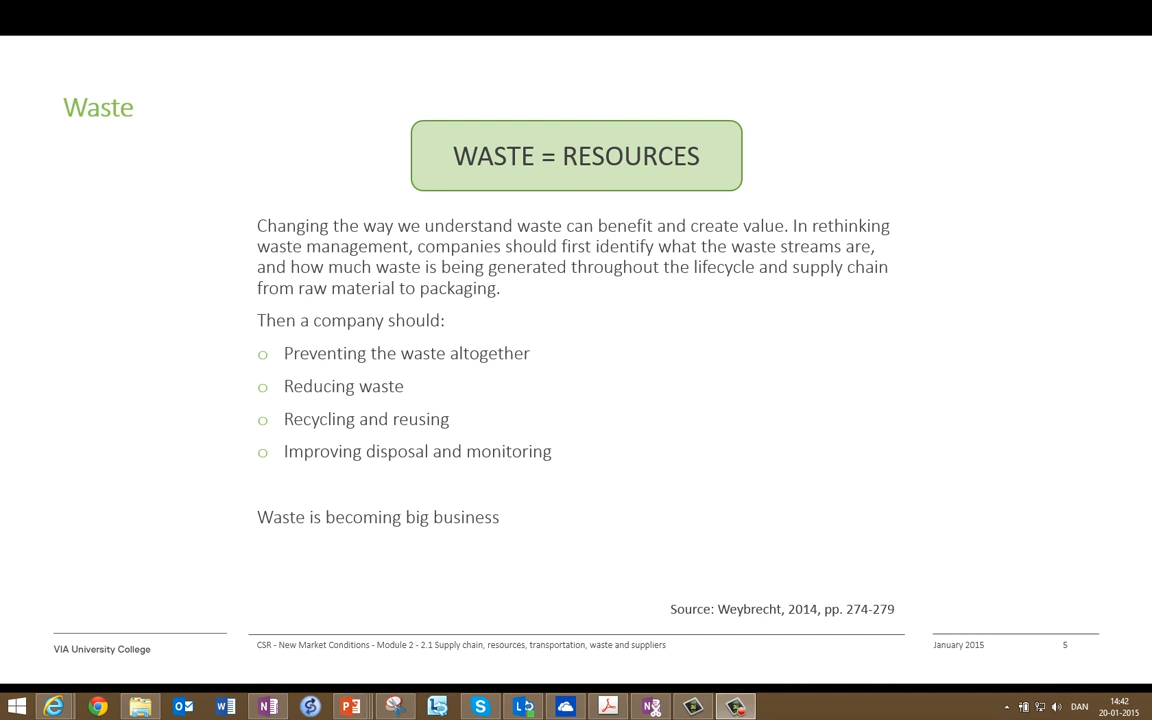 Waste
WASTE = RESOURCES
Changing the way we understand waste can benefit and create value. In rethinking
waste management, companies should first identify what the waste streams are,
and how much waste is being generated throughout the lifecycle and supply chain
from raw material to packaging.
Then a company should:
o Preventing the waste altogether
o Reducing waste
o Recycling and reusing
o Improving disposal and monitoring
Waste is becoming big business
Source: Weybrecht, 2014, pp. 274-279
VIA University College
CSR - New Market Conditions - Module 2 - 2.1 Supply chain, resources, transportation, waste and suppliers
January 2015
5
DAN
14:42
20-01-2015